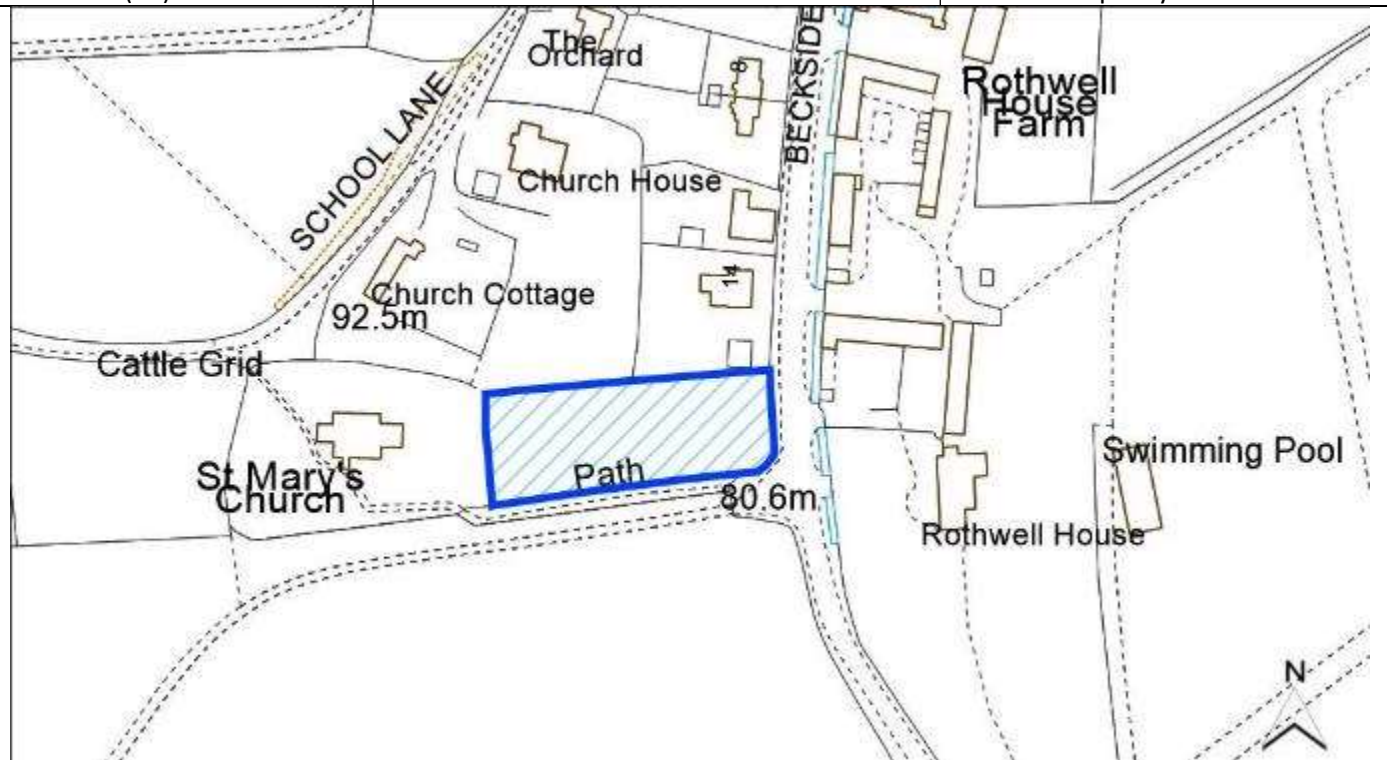 The
Orchard
8
BECKSIDE
Rothwell
House
Farm
SCHOOL LANE
Church House
14
Church Cottage
92.5m
Cattle Grid
St Mary's
Church
Path
80.6m
Swimming Pool
Rothwell House
N